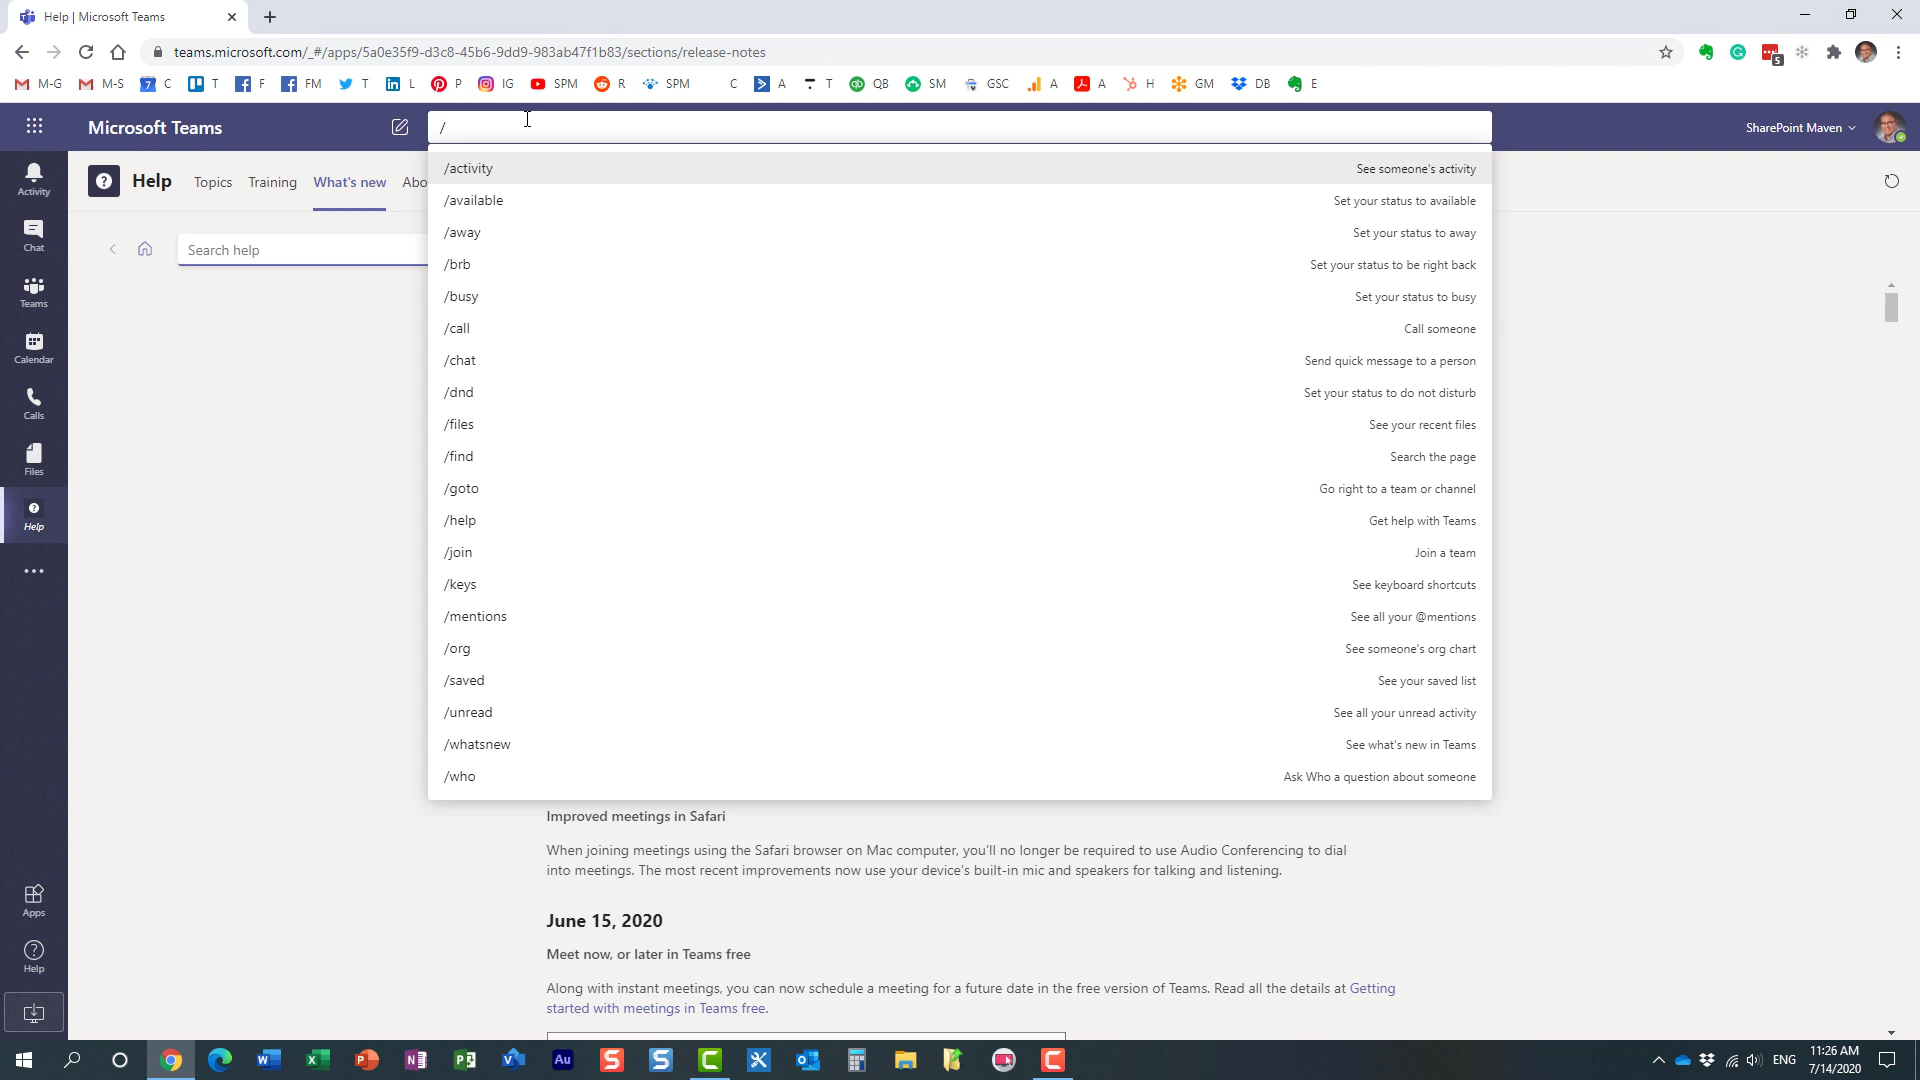 Help | Microsoft Teams
teams.microsoft.com/_#/apps/5a0e35f9-d3c8-45b6-9dd9-983ab47f1b83/sections/release-notes
5
M-G M-S 7 C T F FM T L P IG SPM R SPM C A T QB SM GSC A A H GM DB E
Microsoft Teams
/
SharePoint Maven
Activity
Chat
Teams
Calendar
Calls
Files
Help
Apps
Help
Help Topics Training What's new Abo
Search help
/activity See someone's activity
/available Set your status to available
/away Set your status to away
/brb Set your status to be right back
/busy Set your status to busy
/call Call someone
/chat Send quick message to a person
/dnd Set your status to do not disturb
/files See your recent files
/find Search the page
/goto Go right to a team or channel
/help Get help with Teams
/join Join a team
/keys See keyboard shortcuts
/mentions See all your @mentions
/org See someone's org chart
/saved See your saved list
/unread See all your unread activity
/whatsnew See what's new in Teams
/who Ask Who a question about someone
Improved meetings in Safari
When joining meetings using the Safari browser on Mac computer, you'll no longer be required to use Audio Conferencing to dial
into meetings. The most recent improvements now use your device's built-in mic and speakers for talking and listening.
June 15, 2020
Meet now, or later in Teams free
Along with instant meetings, you can now schedule a meeting for a future date in the free version of Teams. Read all the details at Getting
started with meetings in Teams free.
ENG
11:26 AM
7/14/2020